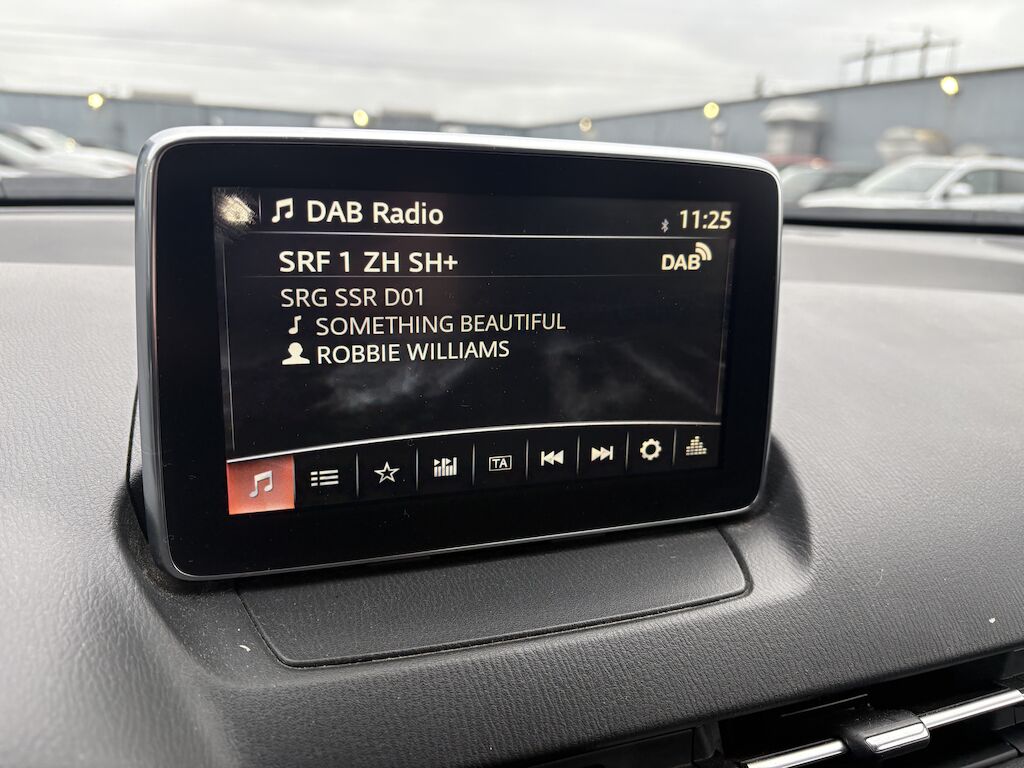 DAB Radio
11:25
SRF 1 ZH SH+
DAB
SRG SSR D01
SOMETHING BEAUTIFUL
ROBBIE WILLIAMS
TA